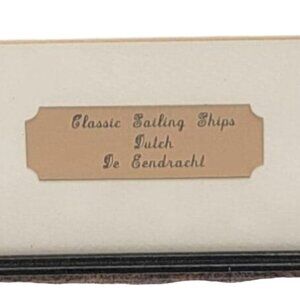 Classic Sailing Ships
Dutch
De Eendracht